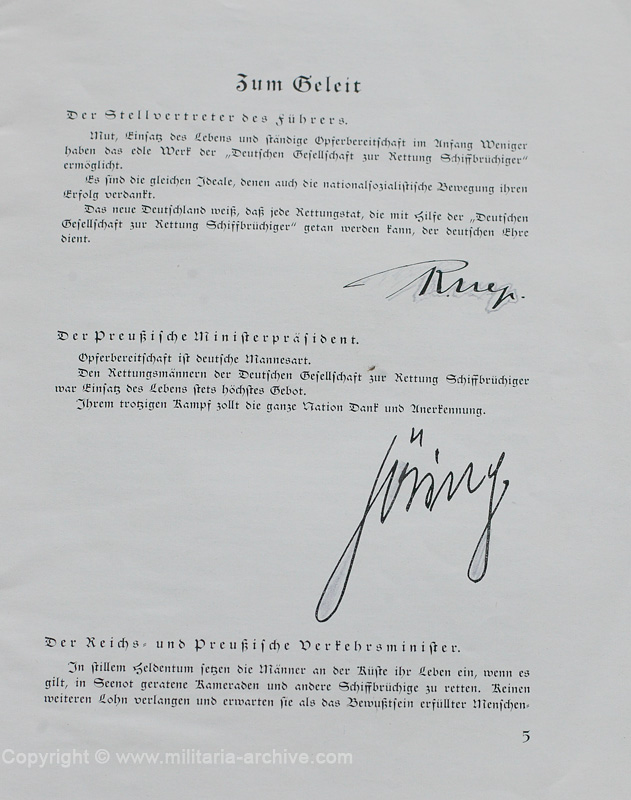 Zum Geleit
Der Stellvertreter des Führers.
Mut, Einsatz des Lebens und ständige Opferbereitschaft im Anfang Weniger
haben das edle Werk der „Deutschen Gesellschaft zur Rettung Schiffbrüchiger“
ermöglicht.
Es sind die gleichen Ideale, denen auch die nationalsozialistische Bewegung ihren
Erfolg verdankt.
Das neue Deutschland weiß, daß jede Rettungstat, die mit Hilfe der „Deutschen
Gesellschaft zur Rettung Schiffbrüchiger“ getan werden kann, der deutschen Ehre
dient.
Der Preußische Ministerpräsident.
Opferbereitschaft ist deutsche Mannesart.
Den Rettungsmännern der Deutschen Gesellschaft zur Rettung Schiffbrüchiger
war Einsatz des Lebens stets höchstes Gebot.
Ihrem trotzigen Kampf zollt die ganze Nation Dank und Anerkennung.
Göring
Der Reichs- und Preußische Verkehrsminister.
In stillem Heldentum setzen die Männer an der Küste ihr Leben ein, wenn es
gilt, in Seenot geratene Kameraden und andere Schiffbrüchige zu retten. Keinen
weiteren Lohn verlangen und erwarten sie als das Bewußtsein erfüllter Menschen-
5
Copyright © www.militaria-archive.com